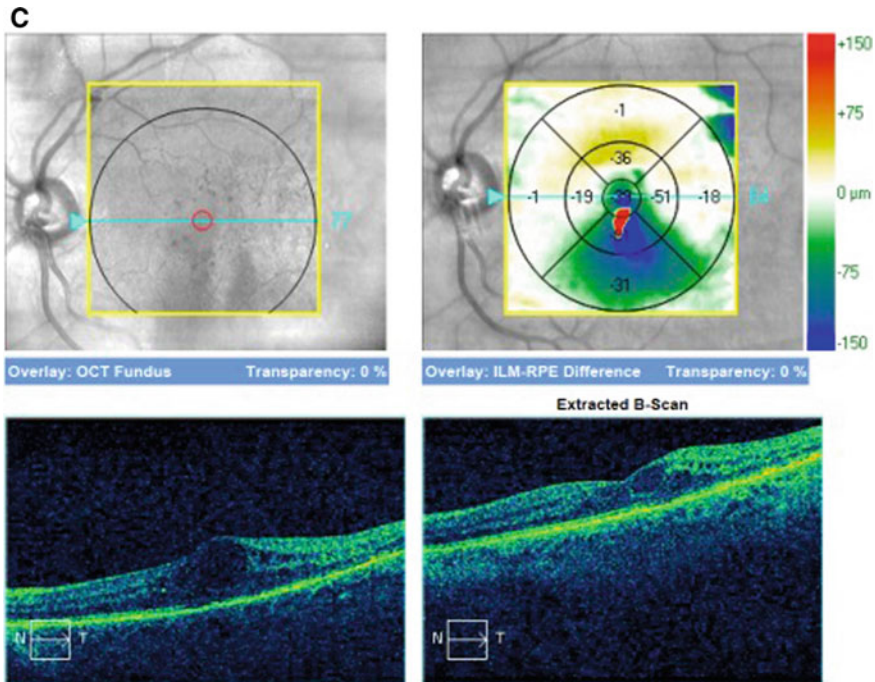 C
77
-1
-36
-1 -19 -51 -18
-31
+150
+75
0 µm
-75
-150
Overlay: OCT Fundus Transparency: 0 %
Overlay: ILM-RPE Difference Transparency: 0 %
Extracted B-Scan
N T
N T